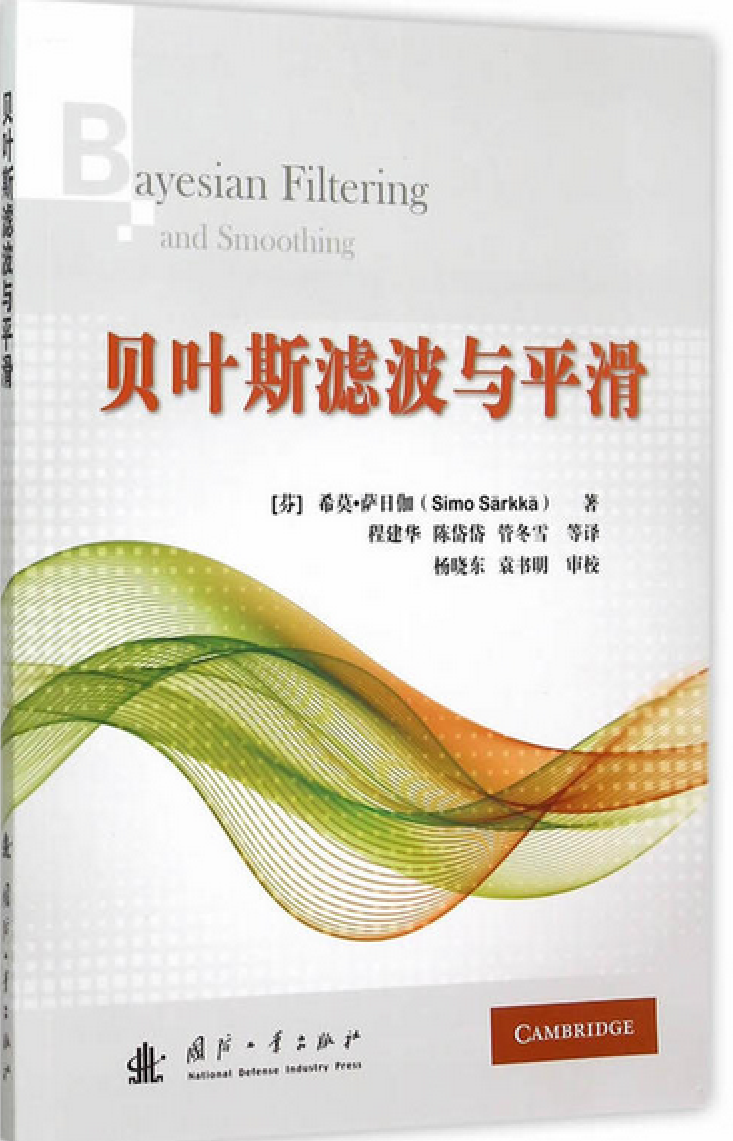 Bayesian Filtering
and Smoothing
贝叶斯滤波与平滑
[芬] 希莫·萨日伽(Simo Särkkä) 著
程建华 陈岱岱 管冬雪 等译
杨晓东 袁书明 审校
国防工业出版社
National Defense Industry Press
CAMBRIDGE
贝叶斯滤波与平滑